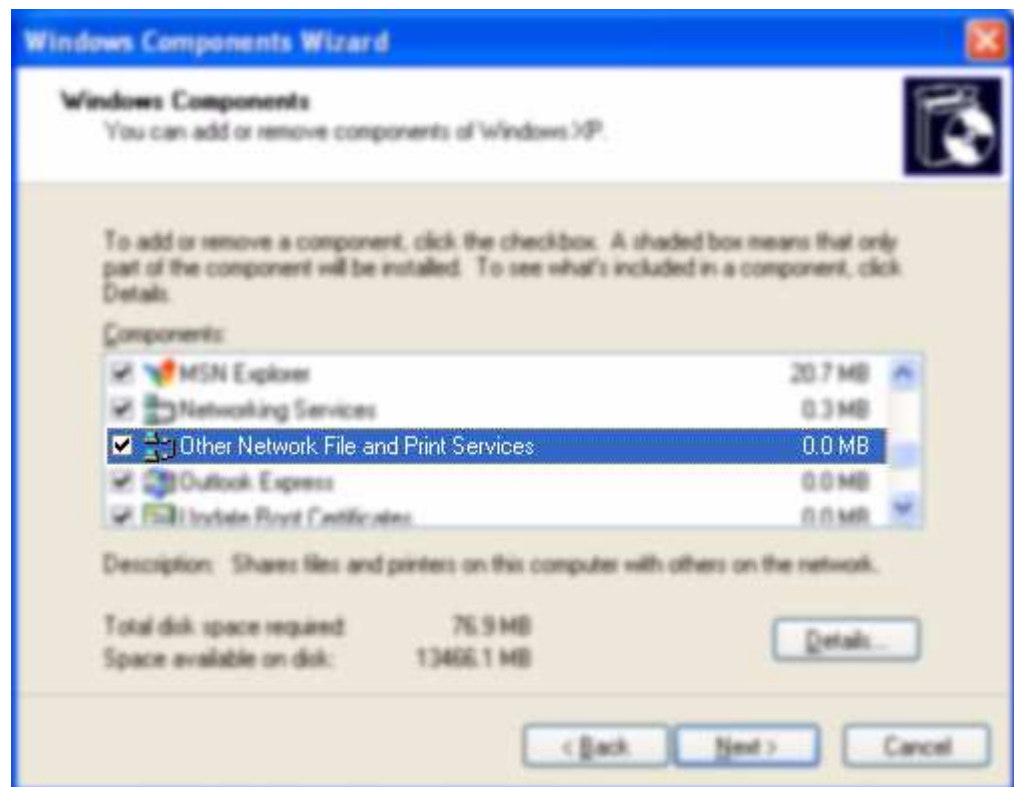 Windows Components Wizard
Windows Components
You can add or remove components of Windows XP.
To add or remove a component, click the checkbox. A shaded box means that only
part of the component will be installed. To see what's included in a component, click
Details.
Components:
MSN Explorer 20.7 MB
Networking Services 0.3 MB
Other Network File and Print Services 0.0 MB
Outlook Express 0.0 MB
Update Root Certificates 0.0 MB
Description: Shares files and printers on this computer with others on the network.
Total disk space required: 76.9 MB
Space available on disk: 13466.1 MB
Details...
< Back Next > Cancel